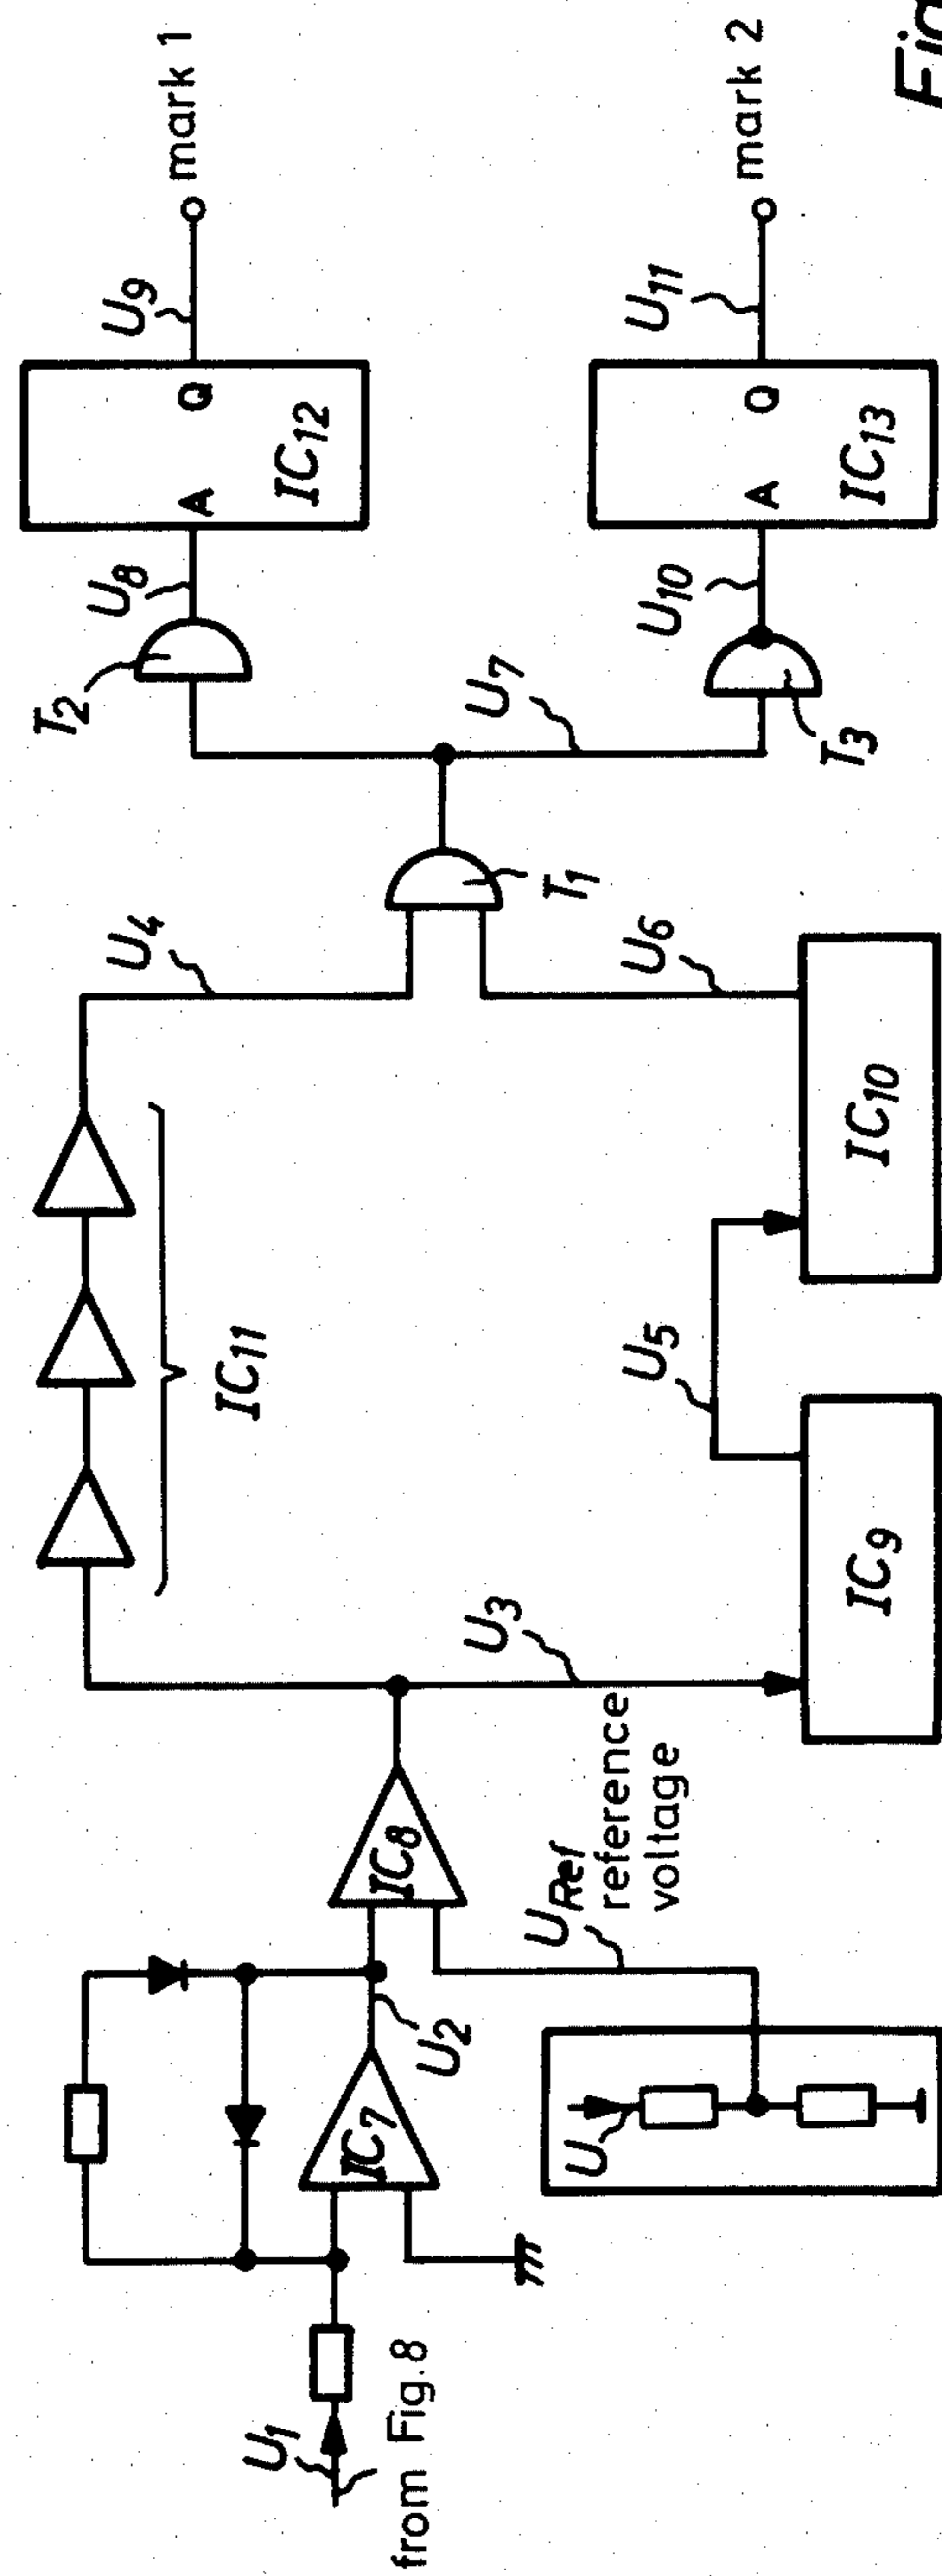 U1
from Fig. 8
IC7
U2
U
URef
reference
voltage
IC8
U3
IC11
IC9
U5
IC10
U4
U6
T1
U7
T2
U8
A
Q
IC12
U9
mark 1
T3
U10
A
Q
IC13
U11
mark 2